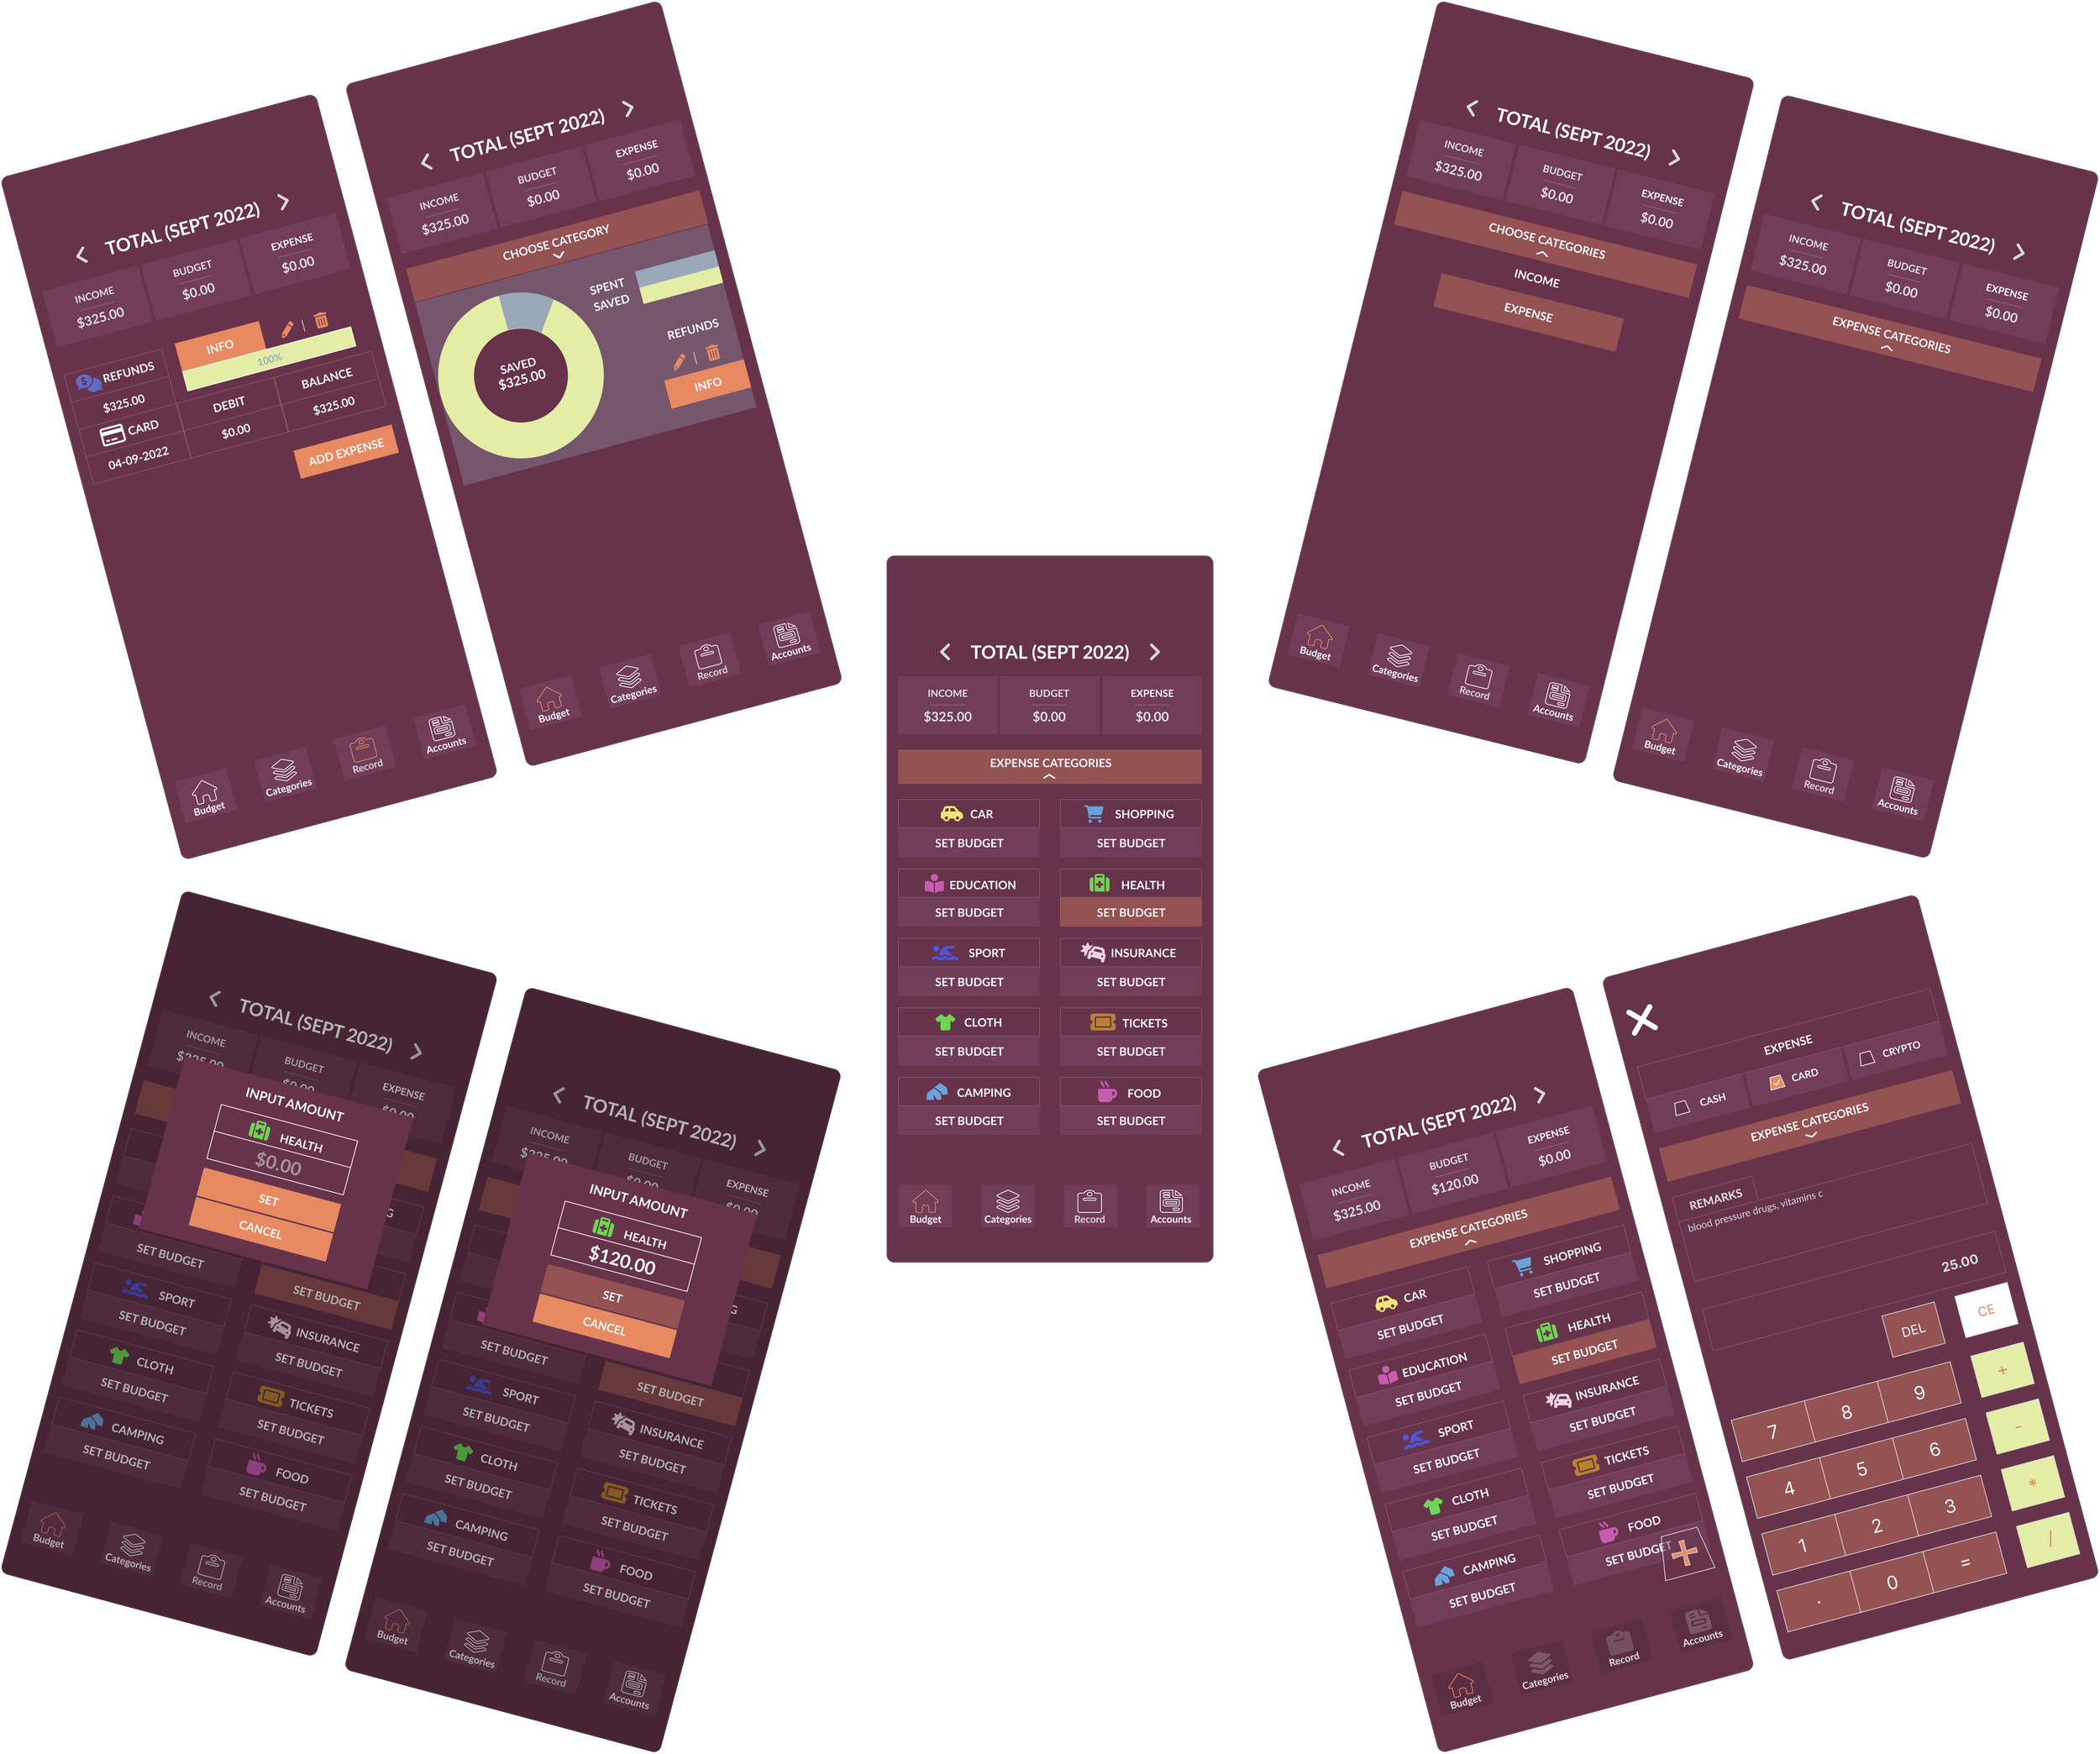 TOTAL (SEPT 2022)
INCOME BUDGET EXPENSE
$325.00 $0.00 $0.00
INFO
100%
REFUNDS
$325.00 DEBIT BALANCE
CARD $0.00 $325.00
04-09-2022
ADD EXPENSE
Budget Categories Record Accounts
TOTAL (SEPT 2022)
INCOME BUDGET EXPENSE
$325.00 $0.00 $0.00
CHOOSE CATEGORY
SPENT
SAVED
SAVED
$325.00
REFUNDS
INFO
Budget Categories Record Accounts
TOTAL (SEPT 2022)
INCOME BUDGET EXPENSE
$325.00 $0.00 $0.00
CHOOSE CATEGORIES
INCOME
EXPENSE
Budget Categories Record Accounts
TOTAL (SEPT 2022)
INCOME BUDGET EXPENSE
$325.00 $0.00 $0.00
EXPENSE CATEGORIES
Budget Categories Record Accounts
TOTAL (SEPT 2022)
INCOME BUDGET EXPENSE
$325.00 $0.00 $0.00
EXPENSE CATEGORIES
CAR SHOPPING
SET BUDGET SET BUDGET
EDUCATION HEALTH
SET BUDGET SET BUDGET
SPORT INSURANCE
SET BUDGET SET BUDGET
CLOTH TICKETS
SET BUDGET SET BUDGET
CAMPING FOOD
SET BUDGET SET BUDGET
Budget Categories Record Accounts
TOTAL (SEPT 2022)
INCOME BUDGET EXPENSE
INPUT AMOUNT
HEALTH
$0.00
SET
CANCEL
G
SET BUDGET SET BUDGET
SPORT INSURANCE
SET BUDGET SET BUDGET
CLOTH TICKETS
SET BUDGET SET BUDGET
CAMPING FOOD
SET BUDGET SET BUDGET
Budget Categories Record Accounts
TOTAL (SEPT 2022)
INCOME BUDGET EXPENSE
INPUT AMOUNT
HEALTH
$120.00
SET
CANCEL
G
SET BUDGET SET BUDGET
SPORT INSURANCE
SET BUDGET SET BUDGET
CLOTH TICKETS
SET BUDGET SET BUDGET
CAMPING FOOD
SET BUDGET SET BUDGET
Budget Categories Record Accounts
TOTAL (SEPT 2022)
INCOME BUDGET EXPENSE
$325.00 $120.00 $0.00
EXPENSE CATEGORIES
CAR SHOPPING
SET BUDGET SET BUDGET
EDUCATION HEALTH
SET BUDGET SET BUDGET
SPORT INSURANCE
SET BUDGET SET BUDGET
CLOTH TICKETS
SET BUDGET SET BUDGET
CAMPING FOOD
SET BUDGET SET BUDGET
Budget Categories Record Accounts
EXPENSE
CASH CARD CRYPTO
EXPENSE CATEGORIES
REMARKS
blood pressure drugs, vitamins c
25.00
DEL CE
7 8 9 +
4 5 6 -
1 2 3 *
. 0 = /